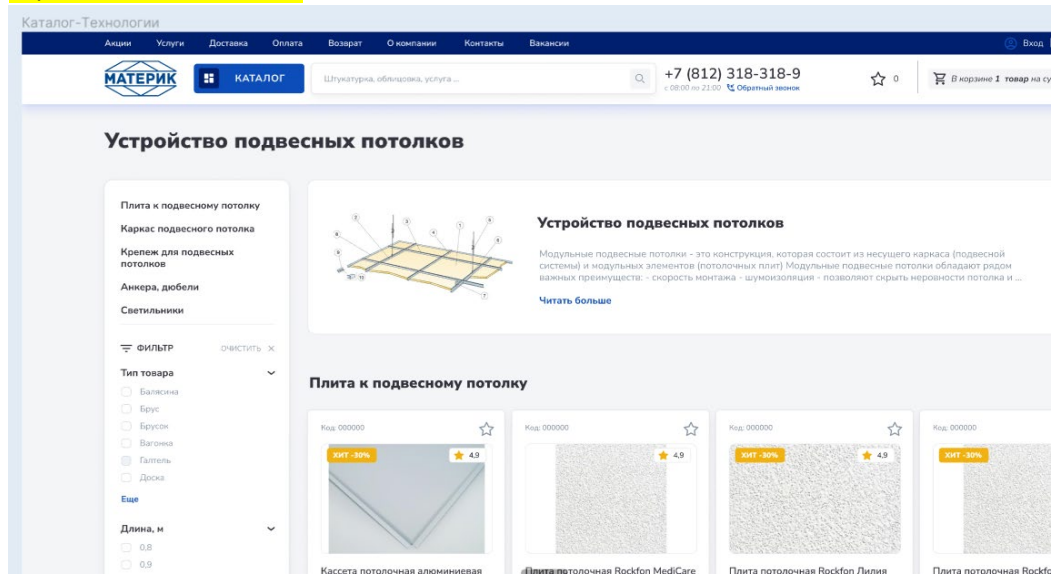 Каталог-Технологии
Акции Услуги Доставка Оплата Возврат О компании Контакты Вакансии Вход
МАТЕРИК КАТАЛОГ Штукатурка, облицовка, услуга ... +7 (812) 318-318-9 0 В корзине 1 товар на су
с 08:00 по 21:00 Обратный звонок
Устройство подвесных потолков
Плита к подвесному потолку
Каркас подвесного потолка
Крепеж для подвесных
потолков
Анкера, дюбели
Светильники
Устройство подвесных потолков
Модульные подвесные потолки - это конструкция, которая состоит из несущего каркаса (подвесной
системы) и модульных элементов (потолочных плит) Модульные подвесные потолки обладают рядом
важных преимуществ: - скорость монтажа - шумоизоляция - позволяют скрыть неровности потолка и ...
Читать больше
ФИЛЬТР ОЧИСТИТЬ
Тип товара
Балясина
Брус
Брусок
Вагонка
Галтель
Доска
Еще
Длина, м
0,8
0,9
Плита к подвесному потолку
Код: 000000 Код: 000000 Код: 000000 Код: 000000
ХИТ -30% 4,9 4,9 ХИТ -30% 4,9 ХИТ -30%
Кассета потолочная алюминиевая Плита потолочная Rockfon MediCare Плита потолочная Rockfon Лилия Плита потолочная Rockfo